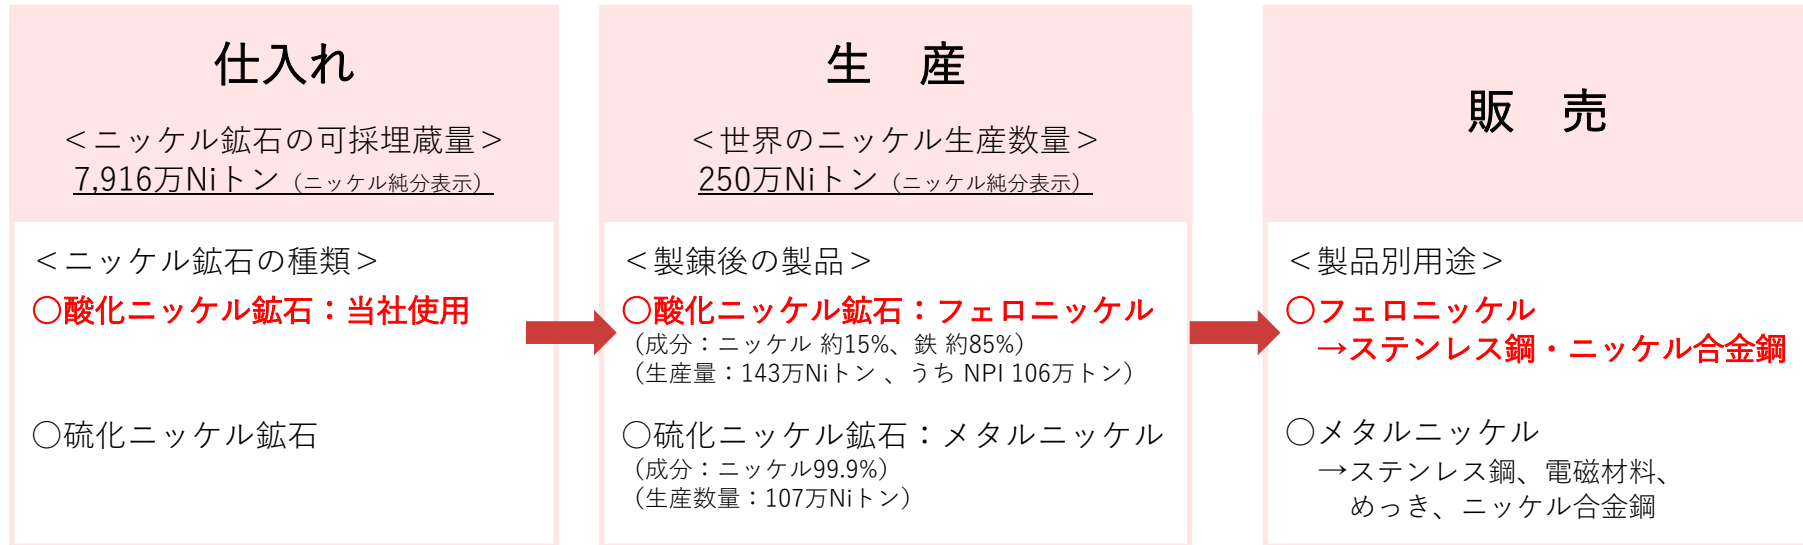 仕入れ
＜ニッケル鉱石の可採埋蔵量＞
7,916万Niトン（ニッケル純分表示）
＜ニッケル鉱石の種類＞
○酸化ニッケル鉱石：当社使用
○硫化ニッケル鉱石
生　産
＜世界のニッケル生産数量＞
250万Niトン（ニッケル純分表示）
＜製錬後の製品＞
○酸化ニッケル鉱石：フェロニッケル
（成分：ニッケル 約15%、鉄 約85%）
（生産量：143万Niトン 、うち NPI 106万トン）
○硫化ニッケル鉱石：メタルニッケル
（成分：ニッケル99.9%）
（生産数量：107万Niトン）
販　売
＜製品別用途＞
○フェロニッケル
→ステンレス鋼・ニッケル合金鋼
○メタルニッケル
→ステンレス鋼、電磁材料、
めっき、ニッケル合金鋼